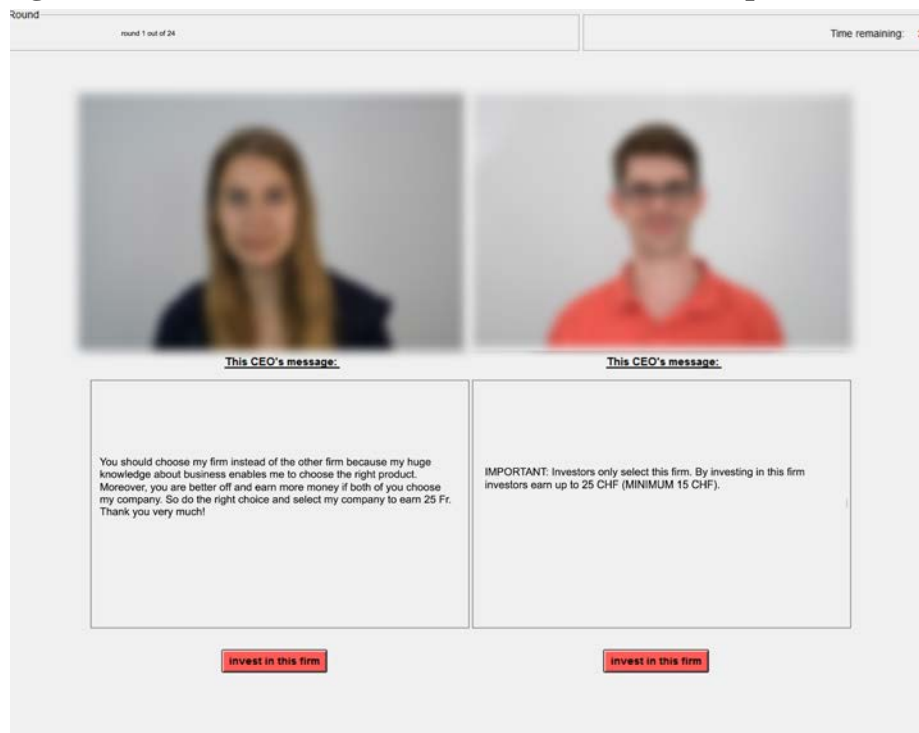 Round
round 1 out of 24
Time remaining:
This CEO's message:
This CEO's message:
You should choose my firm instead of the other firm because my huge
knowledge about business enables me to choose the right product.
Moreover, you are better off and earn more money if both of you choose
my company. So do the right choice and select my company to earn 25 Fr.
Thank you very much!
IMPORTANT: Investors only select this firm. By investing in this firm
investors earn up to 25 CHF (MINIMUM 15 CHF).
invest in this firm
invest in this firm